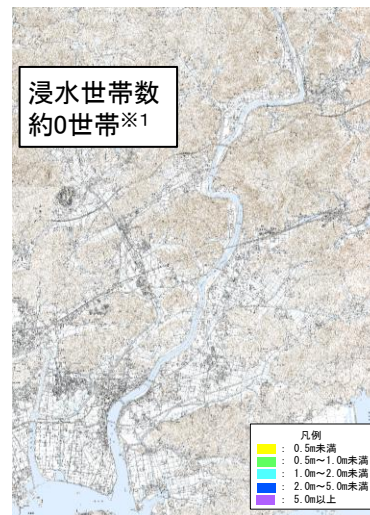 浸水世帯数
約0世帯※1
凡例
: 0.5m未満
: 0.5m～1.0m未満
: 1.0m～2.0m未満
: 2.0m～5.0m未満
: 5.0m以上